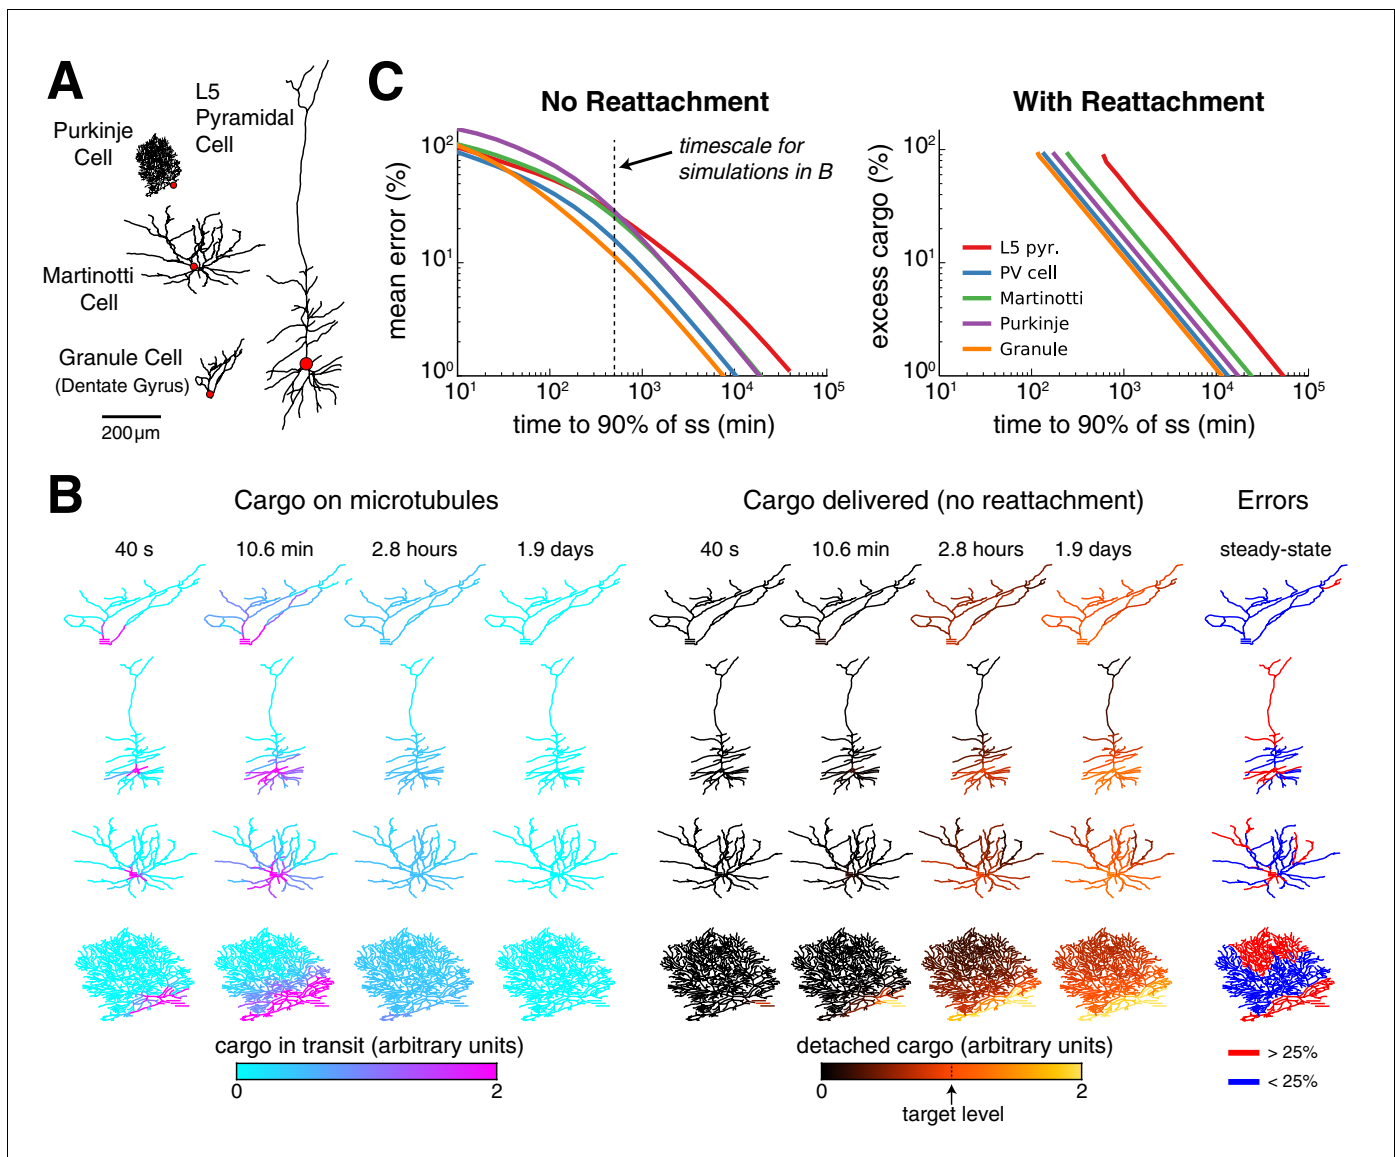 A
L5
Pyramidal
Cell
Purkinje
Cell
Martinotti
Cell
Granule Cell
(Dentate Gyrus)
200µm
C
No Reattachment
mean error (%)
10²
10¹
10⁰
timescale for
simulations in B
10¹ 10² 10³ 10⁴ 10⁵
time to 90% of ss (min)
With Reattachment
excess cargo (%)
10²
10¹
10⁰
L5 pyr.
PV cell
Martinotti
Purkinje
Granule
10¹ 10² 10³ 10⁴ 10⁵
time to 90% of ss (min)
B
Cargo on microtubules
40 s 10.6 min 2.8 hours 1.9 days
cargo in transit (arbitrary units)
0 2
Cargo delivered (no reattachment)
40 s 10.6 min 2.8 hours 1.9 days
detached cargo (arbitrary units)
0 2
target level
Errors
steady-state
> 25%
< 25%